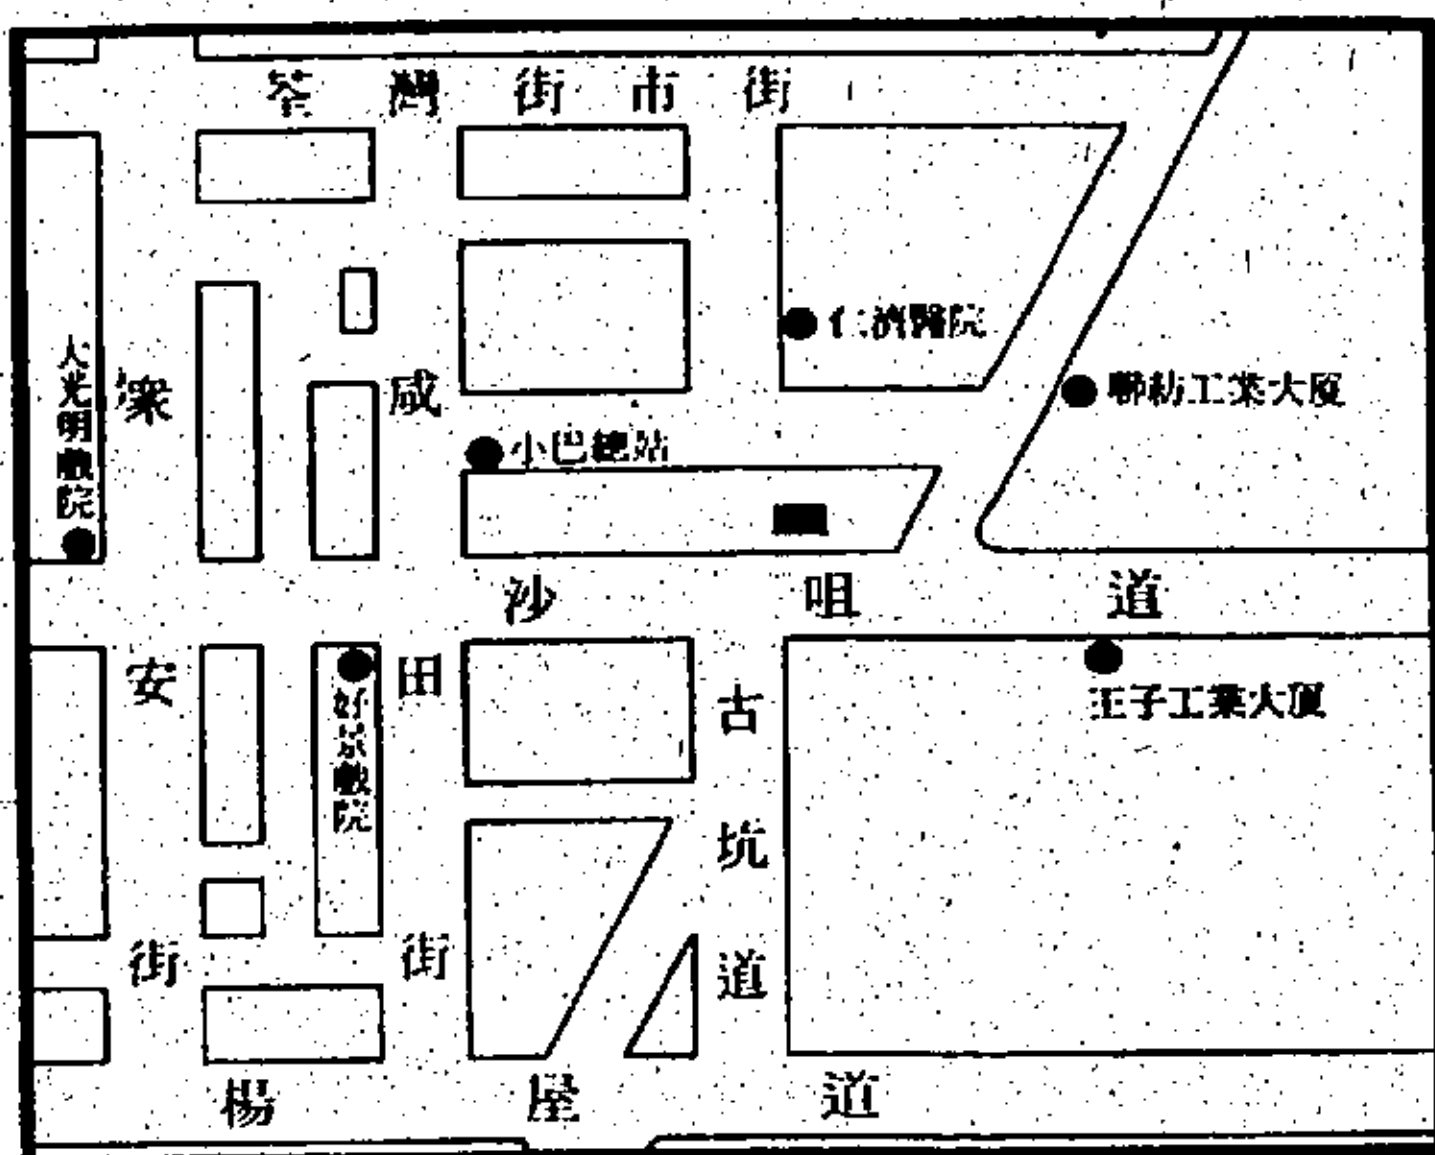 荃灣街市街
仁濟醫院
大光明戲院
眾安街
咸田街
聯紡工業大廈
小巴總站
沙咀道
好景戲院
古坑道
王子工業大厦
楊屋道